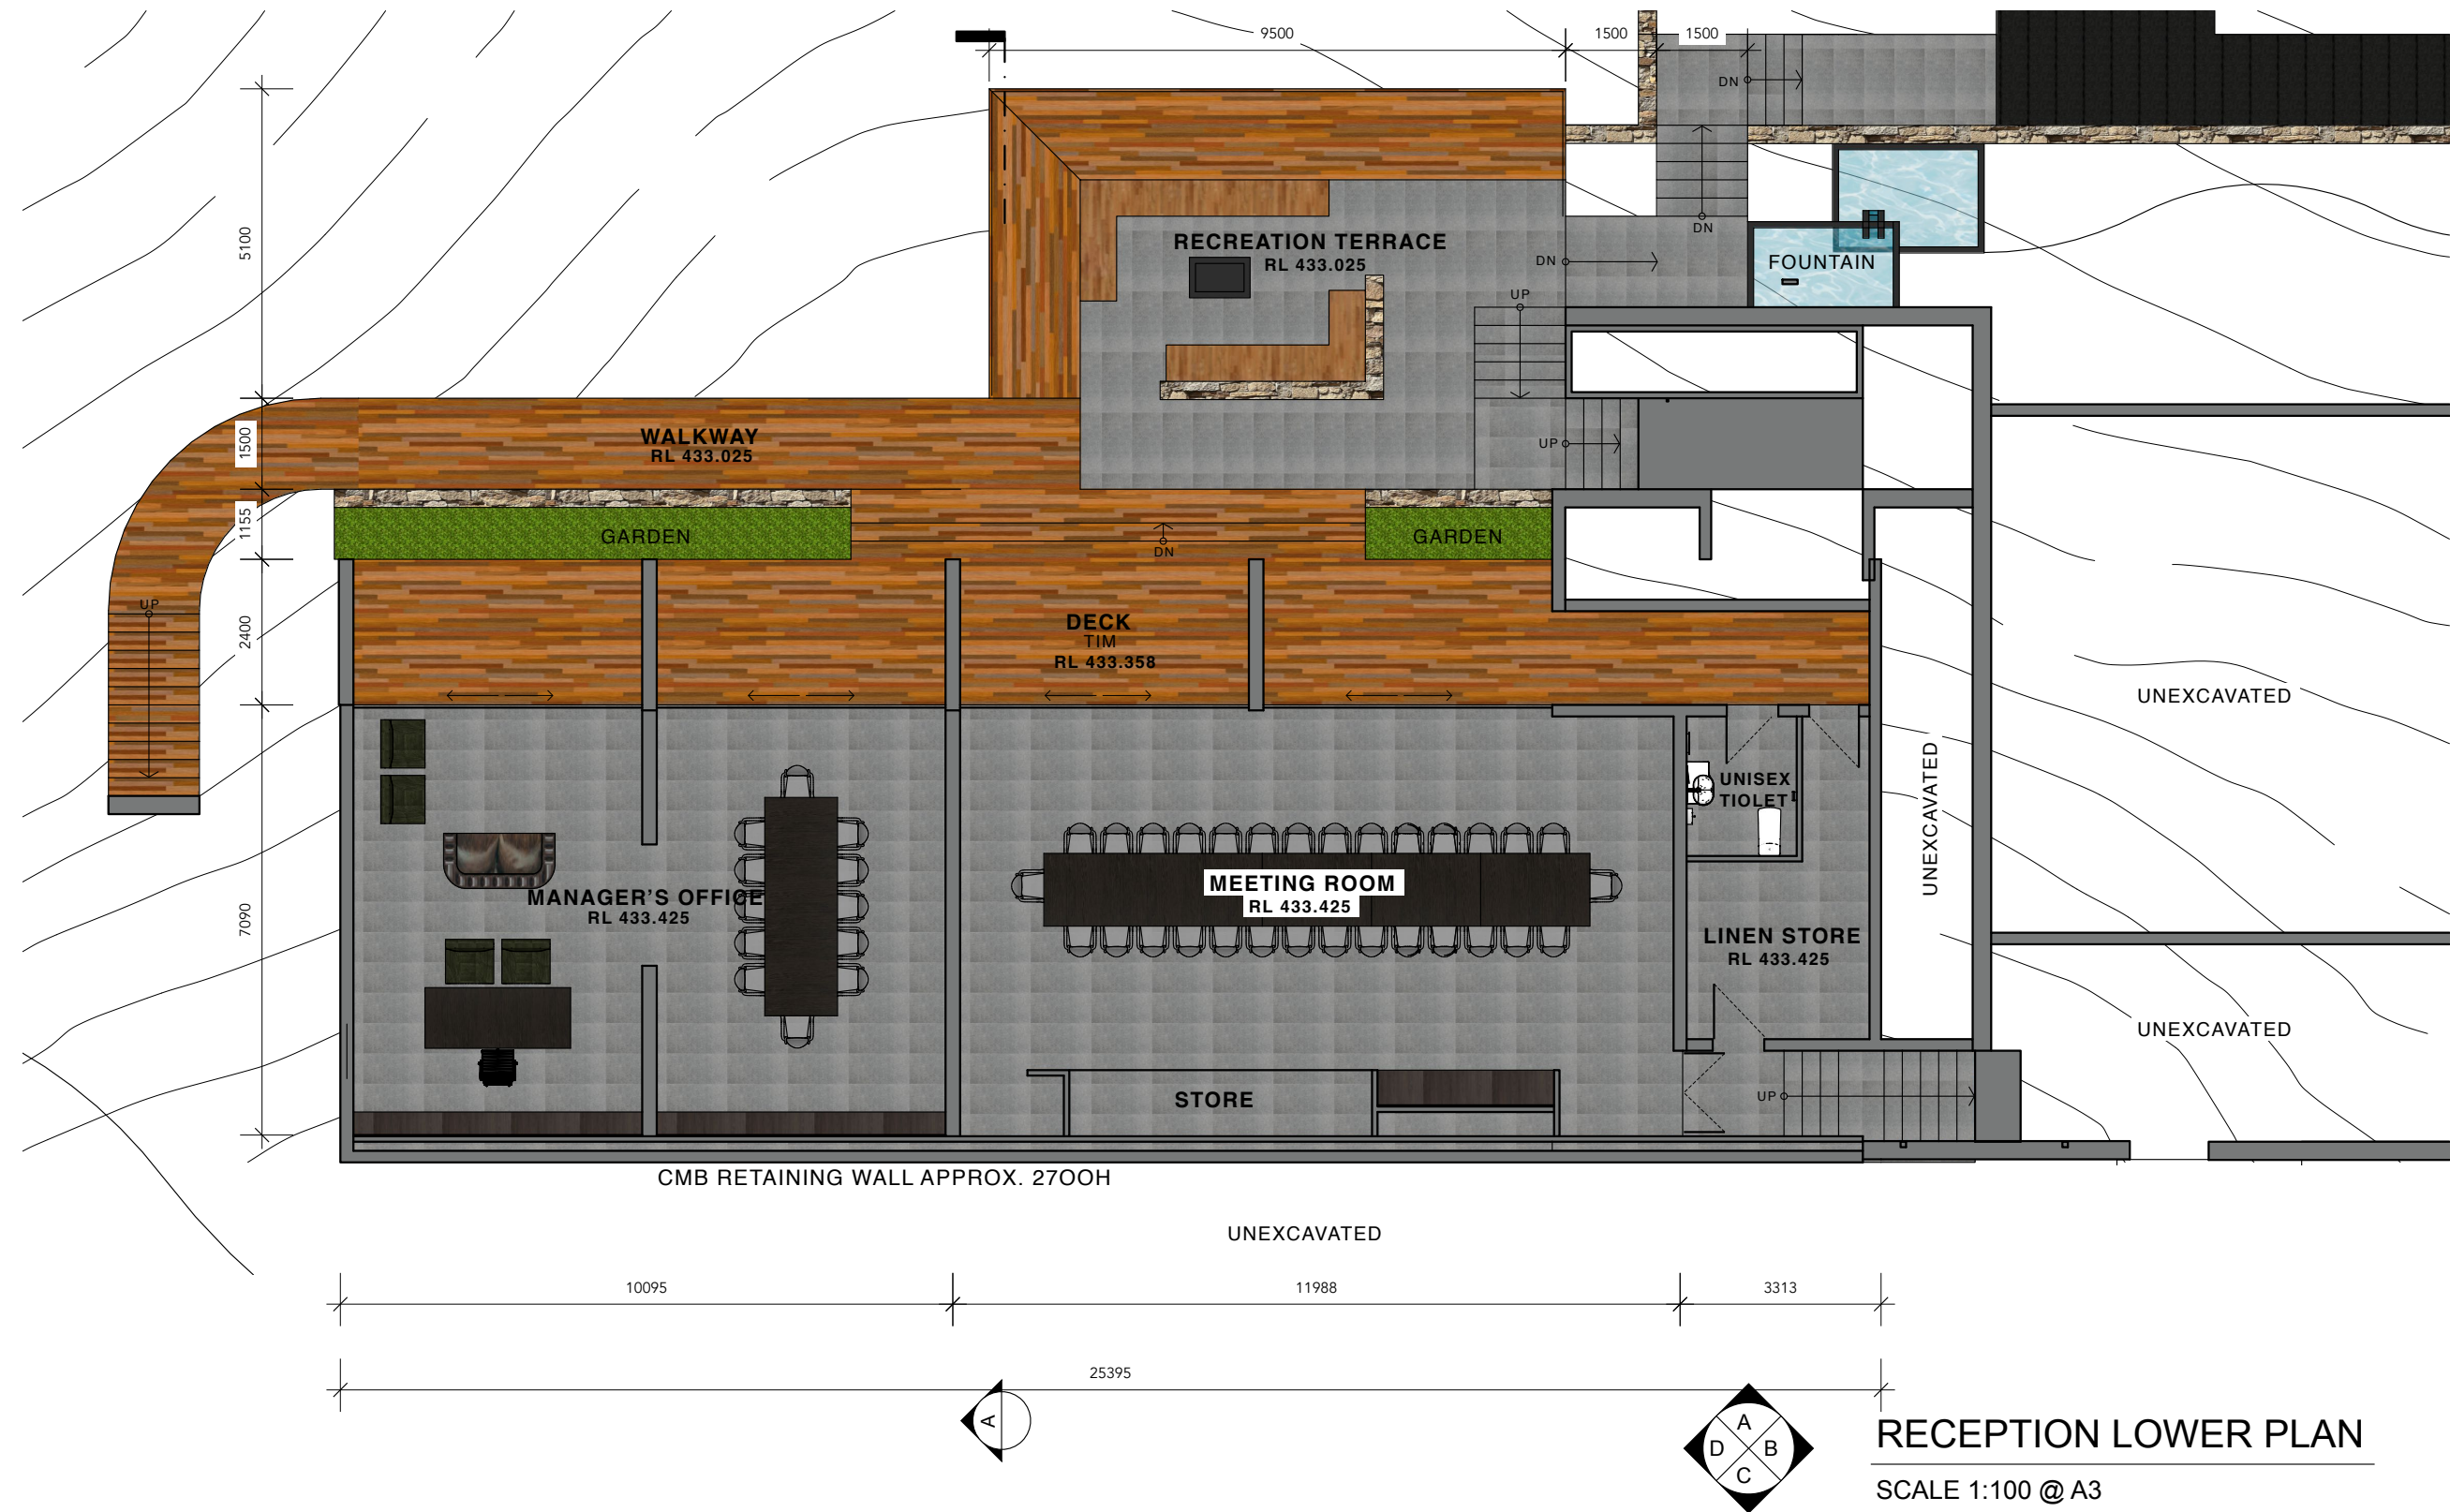 9500
1500
1500
DN
5100
DN
RECREATION TERRACE
RL 433.025
DN
FOUNTAIN
UP
1500
WALKWAY
RL 433.025
UP
1155
GARDEN
DN
GARDEN
UP
2400
DECK
TIM
RL 433.358
UNEXCAVATED
UNEXCAVATED
UNISEX
TIOLET
7090
MANAGER'S OFFICE
RL 433.425
MEETING ROOM
RL 433.425
LINEN STORE
RL 433.425
UNEXCAVATED
STORE
UP
CMB RETAINING WALL APPROX. 27OOH
UNEXCAVATED
10095
11988
3313
25395
A
A
D
B
C
RECEPTION LOWER PLAN
SCALE 1:100 @ A3